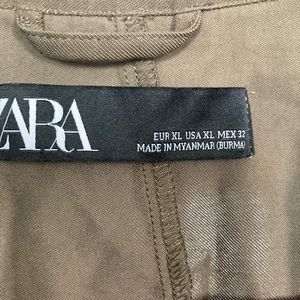 ZARA
EUR XL USA XL MEX 32
MADE IN MYANMAR (BURMA)